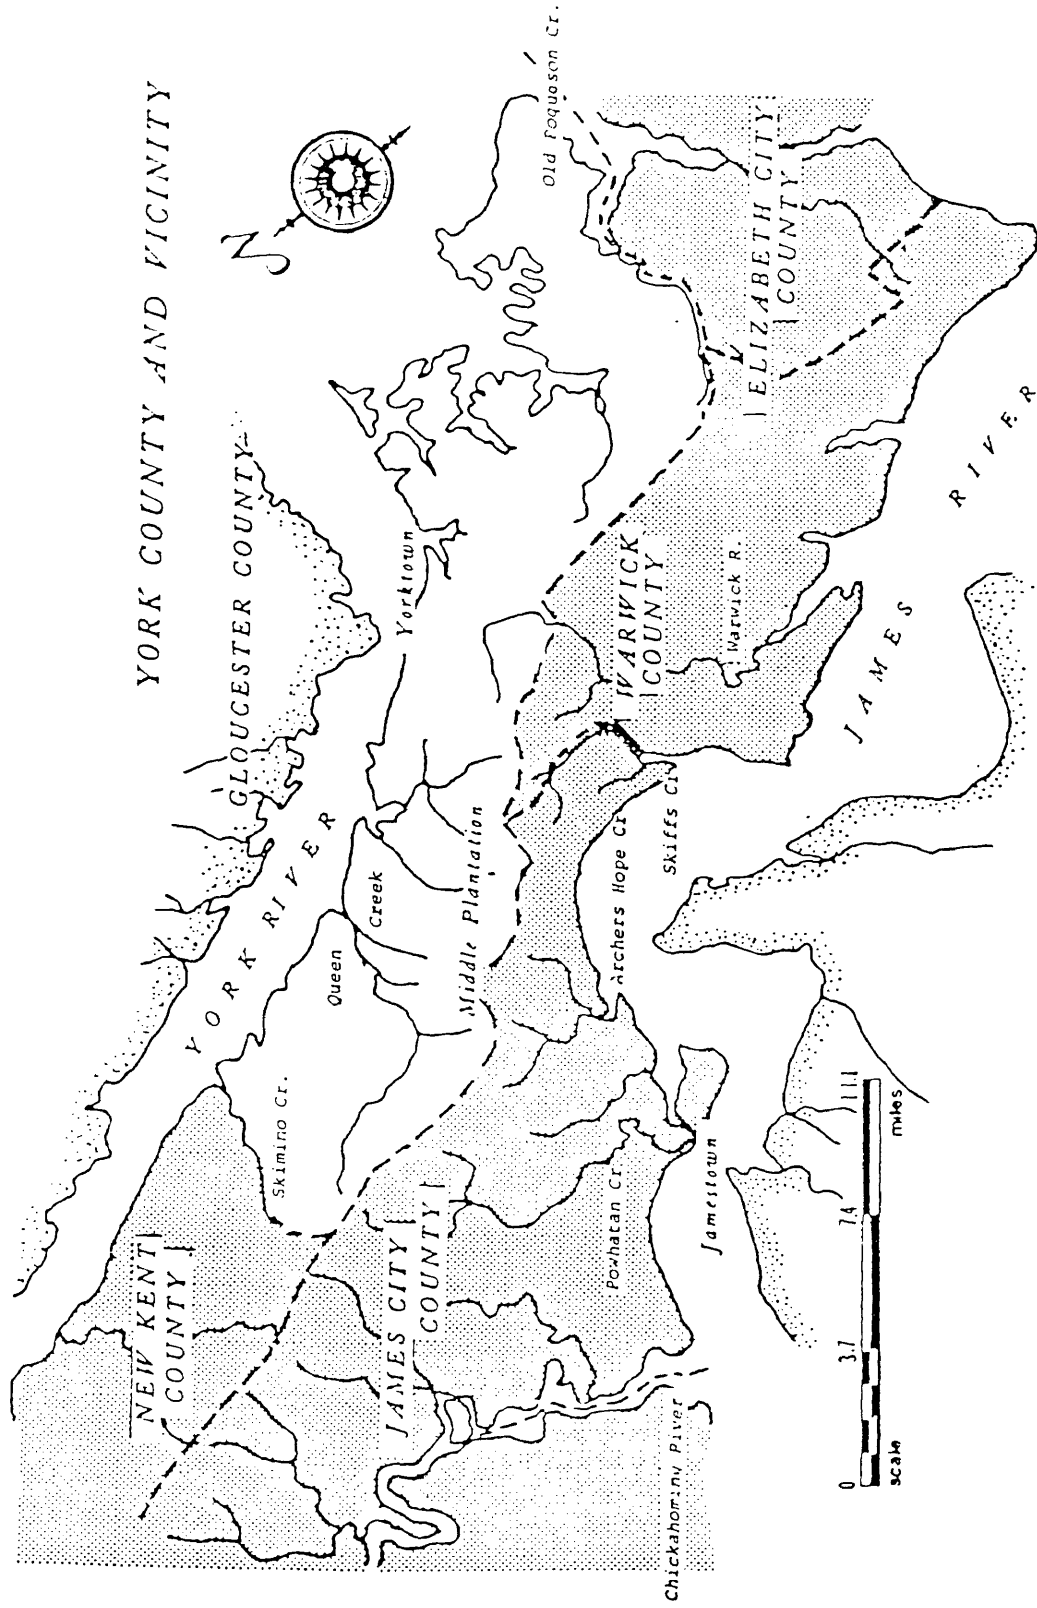 YORK COUNTY AND VICINITY
N
GLOUCESTER COUNTY
YORK RIVER
NEW KENT
COUNTY
Skimino Cr.
Queen
Creek
Yorktown
Old Poquoson Cr.
Middle Plantation
JAMES CITY
COUNTY
WARWICK
COUNTY
ELIZABETH CITY
COUNTY
Warwick R.
Powhatan Cr
Archers Hope Cr
Skiffs Cr
Jamestown
Chickahominy River
JAMES RIVER
0 3.7 7.4 11.1
scale miles